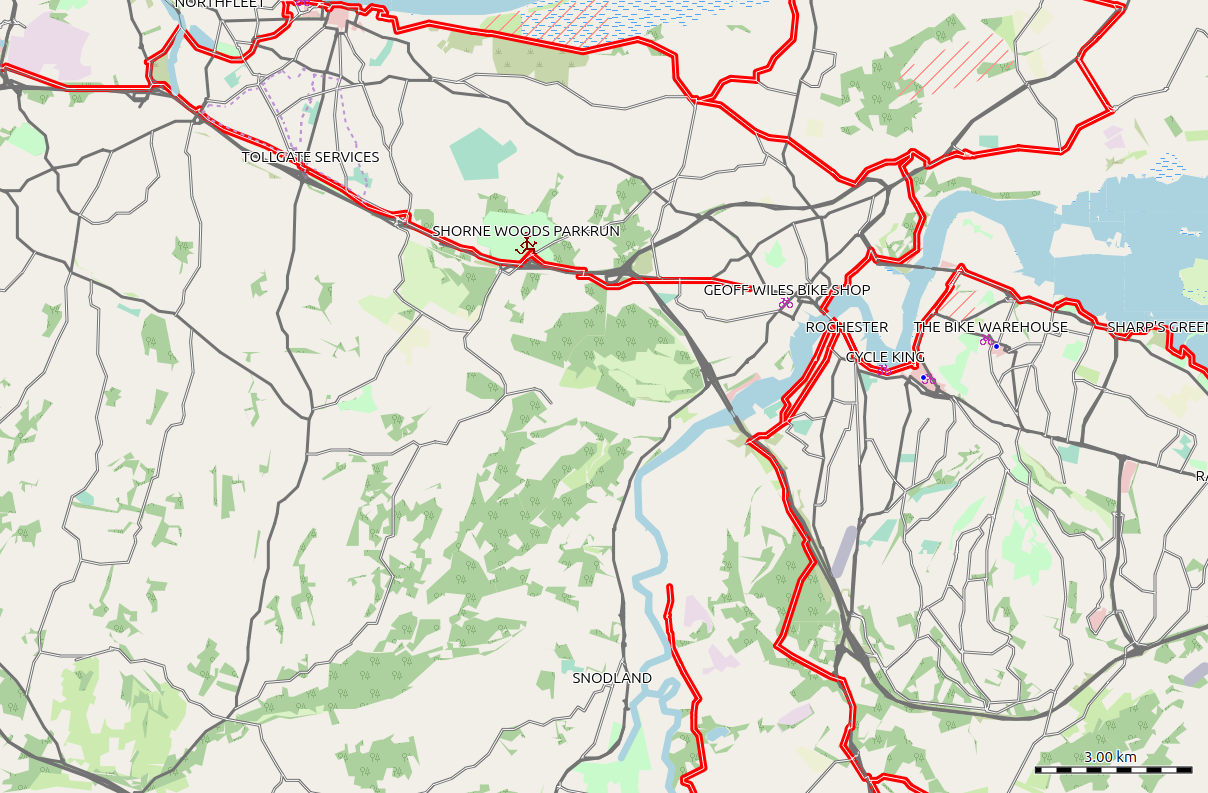 NORTHFLEET
TOLLGATE SERVICES
SHORNE WOODS PARKRUN
GEOFF WILES BIKE SHOP
ROCHESTER
THE BIKE WAREHOUSE
SHARP'S GREEN
CYCLE KING
RA
SNODLAND
3.00 km